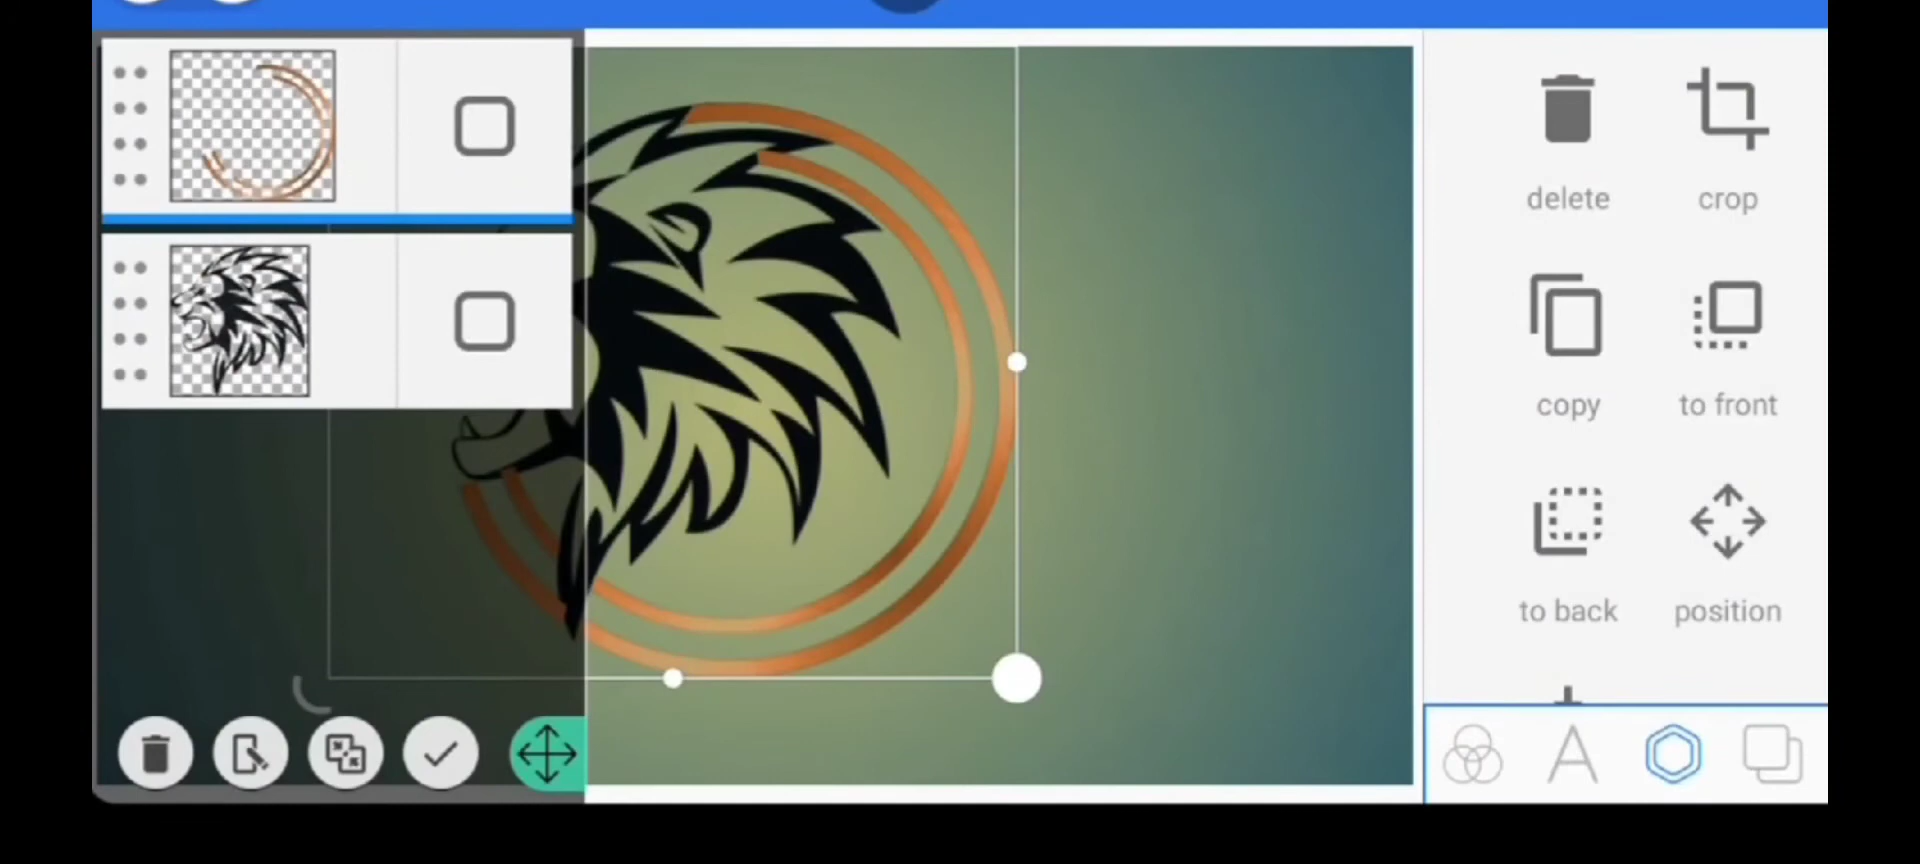 delete
crop
copy
to front
to back
position
A